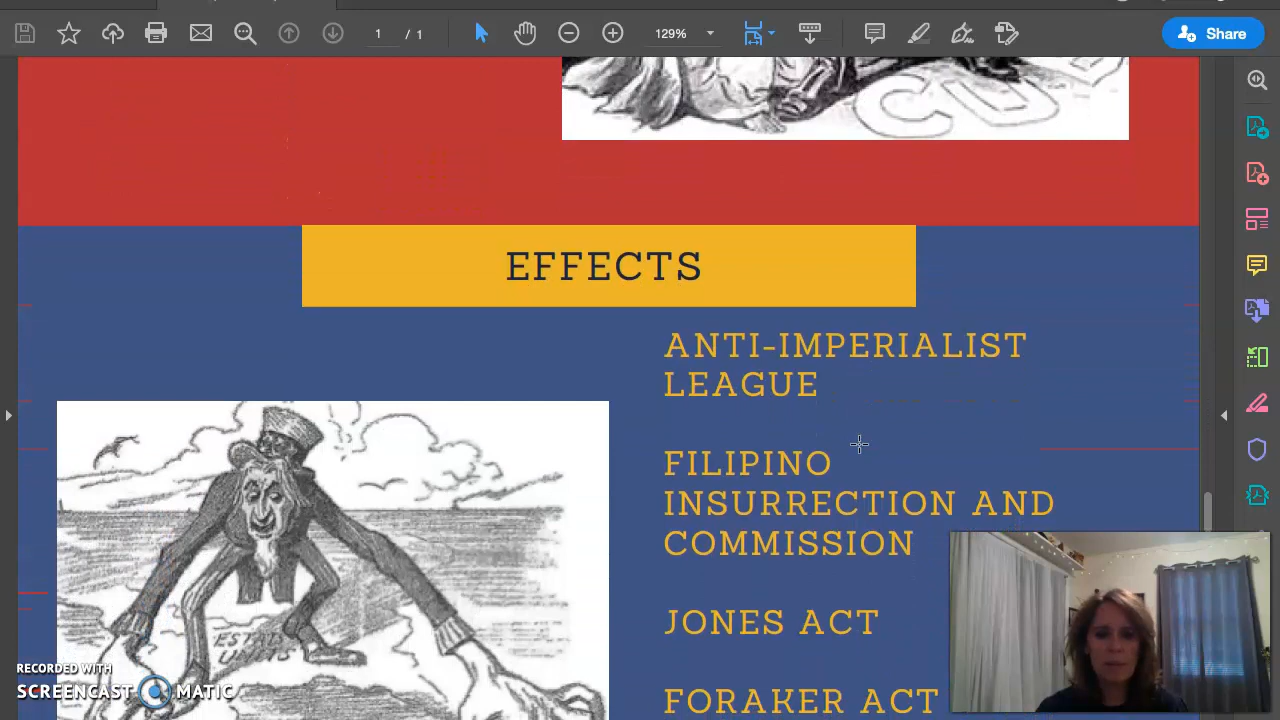 1 / 1
129%
Share
CU
EFFECTS
ANTI-IMPERIALIST
LEAGUE
FILIPINO
INSURRECTION AND
COMMISSION
JONES ACT
FORAKER ACT
RECORDED WITH
SCREENCAST MATIC